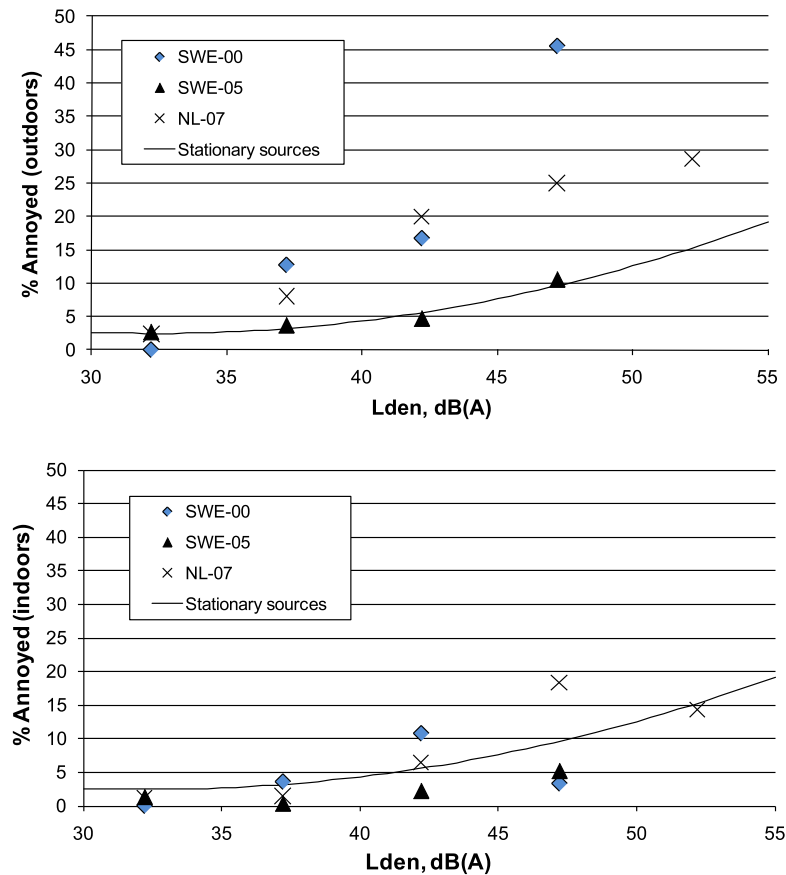 50
45
40
35
30
25
20
15
10
5
0
% Annoyed (outdoors)
SWE-00
SWE-05
NL-07
Stationary sources
30 35 40 45 50 55
Lden, dB(A)
50
45
40
35
30
25
20
15
10
5
0
% Annoyed (indoors)
SWE-00
SWE-05
NL-07
Stationary sources
30 35 40 45 50 55
Lden, dB(A)